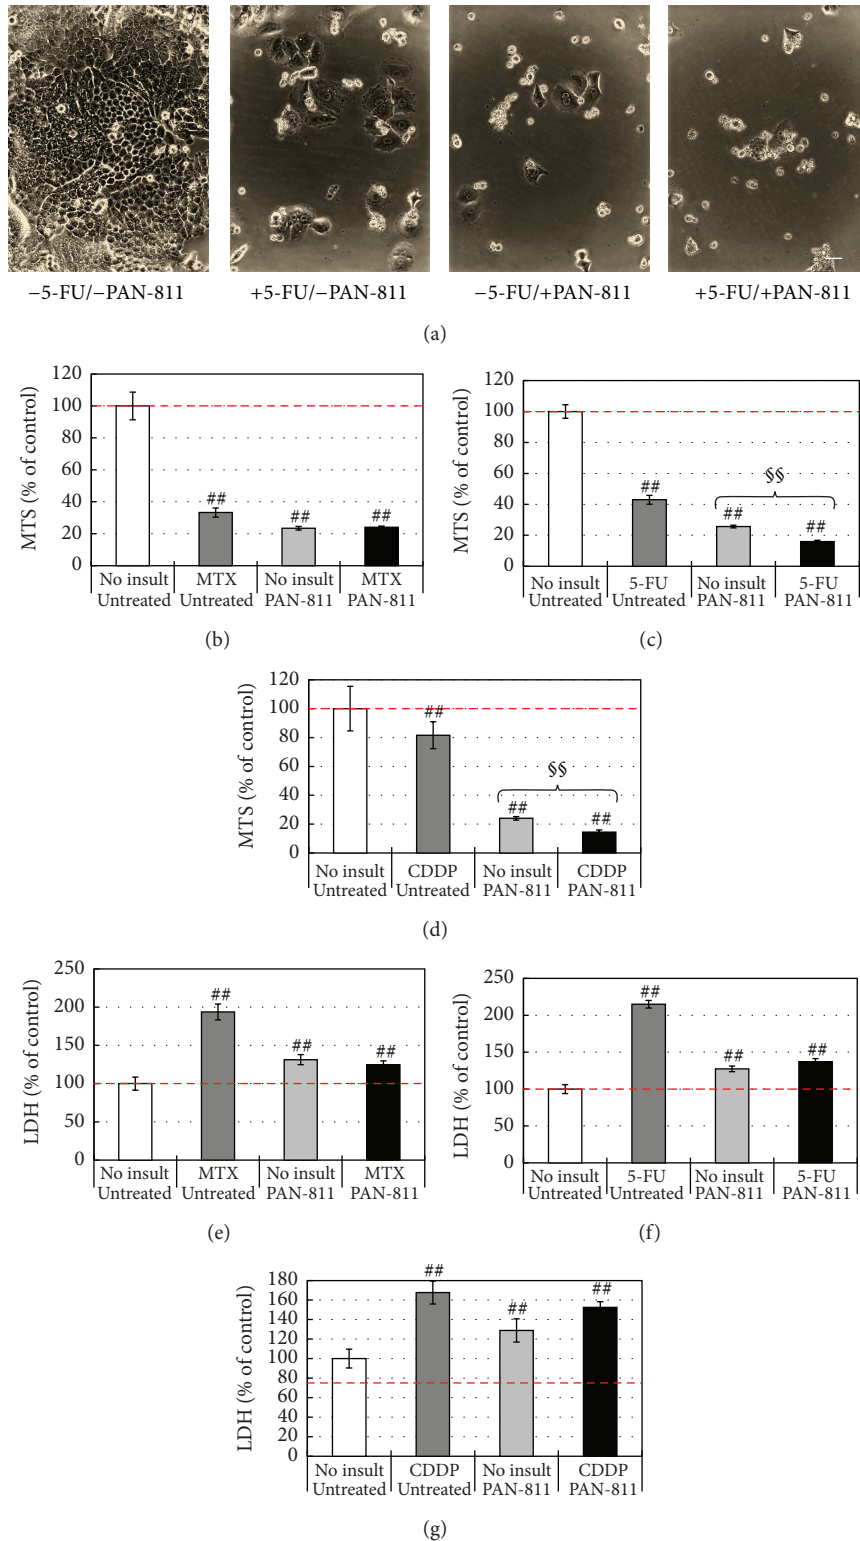 −5-FU/−PAN-811
+5-FU/−PAN-811
−5-FU/+PAN-811
+5-FU/+PAN-811
(a)
MTS (% of control)
120
100
80
60
40
20
0
##
##
##
No insult
Untreated
MTX
Untreated
No insult
PAN-811
MTX
PAN-811
(b)
MTS (% of control)
120
100
80
60
40
20
0
##
##
##
§§
No insult
Untreated
5-FU
Untreated
No insult
PAN-811
5-FU
PAN-811
(c)
MTS (% of control)
120
100
80
60
40
20
0
##
##
##
§§
No insult
Untreated
CDDP
Untreated
No insult
PAN-811
CDDP
PAN-811
(d)
LDH (% of control)
250
200
150
100
50
0
##
##
##
No insult
Untreated
MTX
Untreated
No insult
PAN-811
MTX
PAN-811
(e)
LDH (% of control)
250
200
150
100
50
0
##
##
##
No insult
Untreated
5-FU
Untreated
No insult
PAN-811
5-FU
PAN-811
(f)
LDH (% of control)
180
160
140
120
100
80
60
40
20
0
##
##
##
No insult
Untreated
CDDP
Untreated
No insult
PAN-811
CDDP
PAN-811
(g)